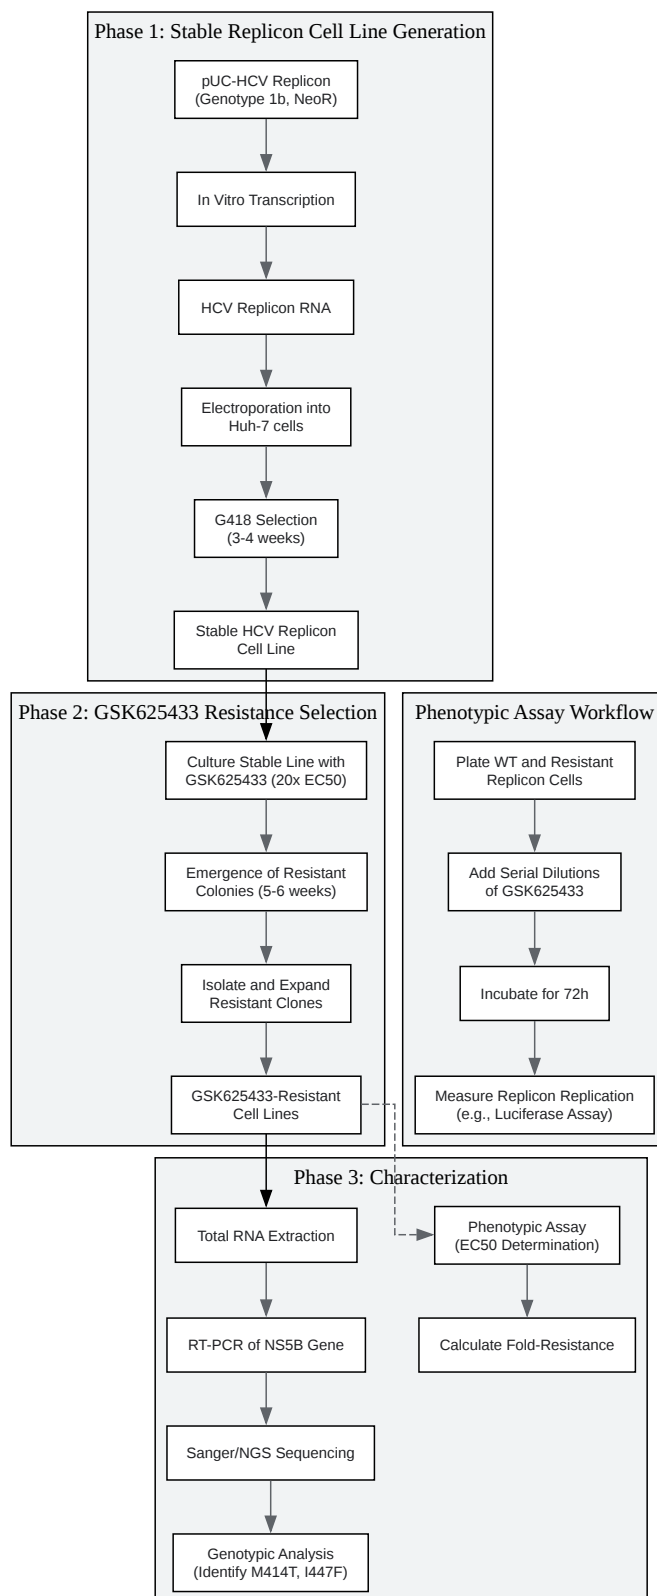 Phase 1: Stable Replicon Cell Line Generation
pUC-HCV Replicon
(Genotype 1b, NeoR)
In Vitro Transcription
HCV Replicon RNA
Electroporation into
Huh-7 cells
G418 Selection
(3-4 weeks)
Stable HCV Replicon
Cell Line
Phase 2: GSK625433 Resistance Selection
Culture Stable Line with
GSK625433 (20x EC50)
Emergence of Resistant
Colonies (5-6 weeks)
Isolate and Expand
Resistant Clones
GSK625433-Resistant
Cell Lines
Phenotypic Assay Workflow
Plate WT and Resistant
Replicon Cells
Add Serial Dilutions
of GSK625433
Incubate for 72h
Measure Replicon Replication
(e.g., Luciferase Assay)
Phase 3: Characterization
Total RNA Extraction
RT-PCR of NS5B Gene
Sanger/NGS Sequencing
Genotypic Analysis
(Identify M414T, I447F)
Phenotypic Assay
(EC50 Determination)
Calculate Fold-Resistance